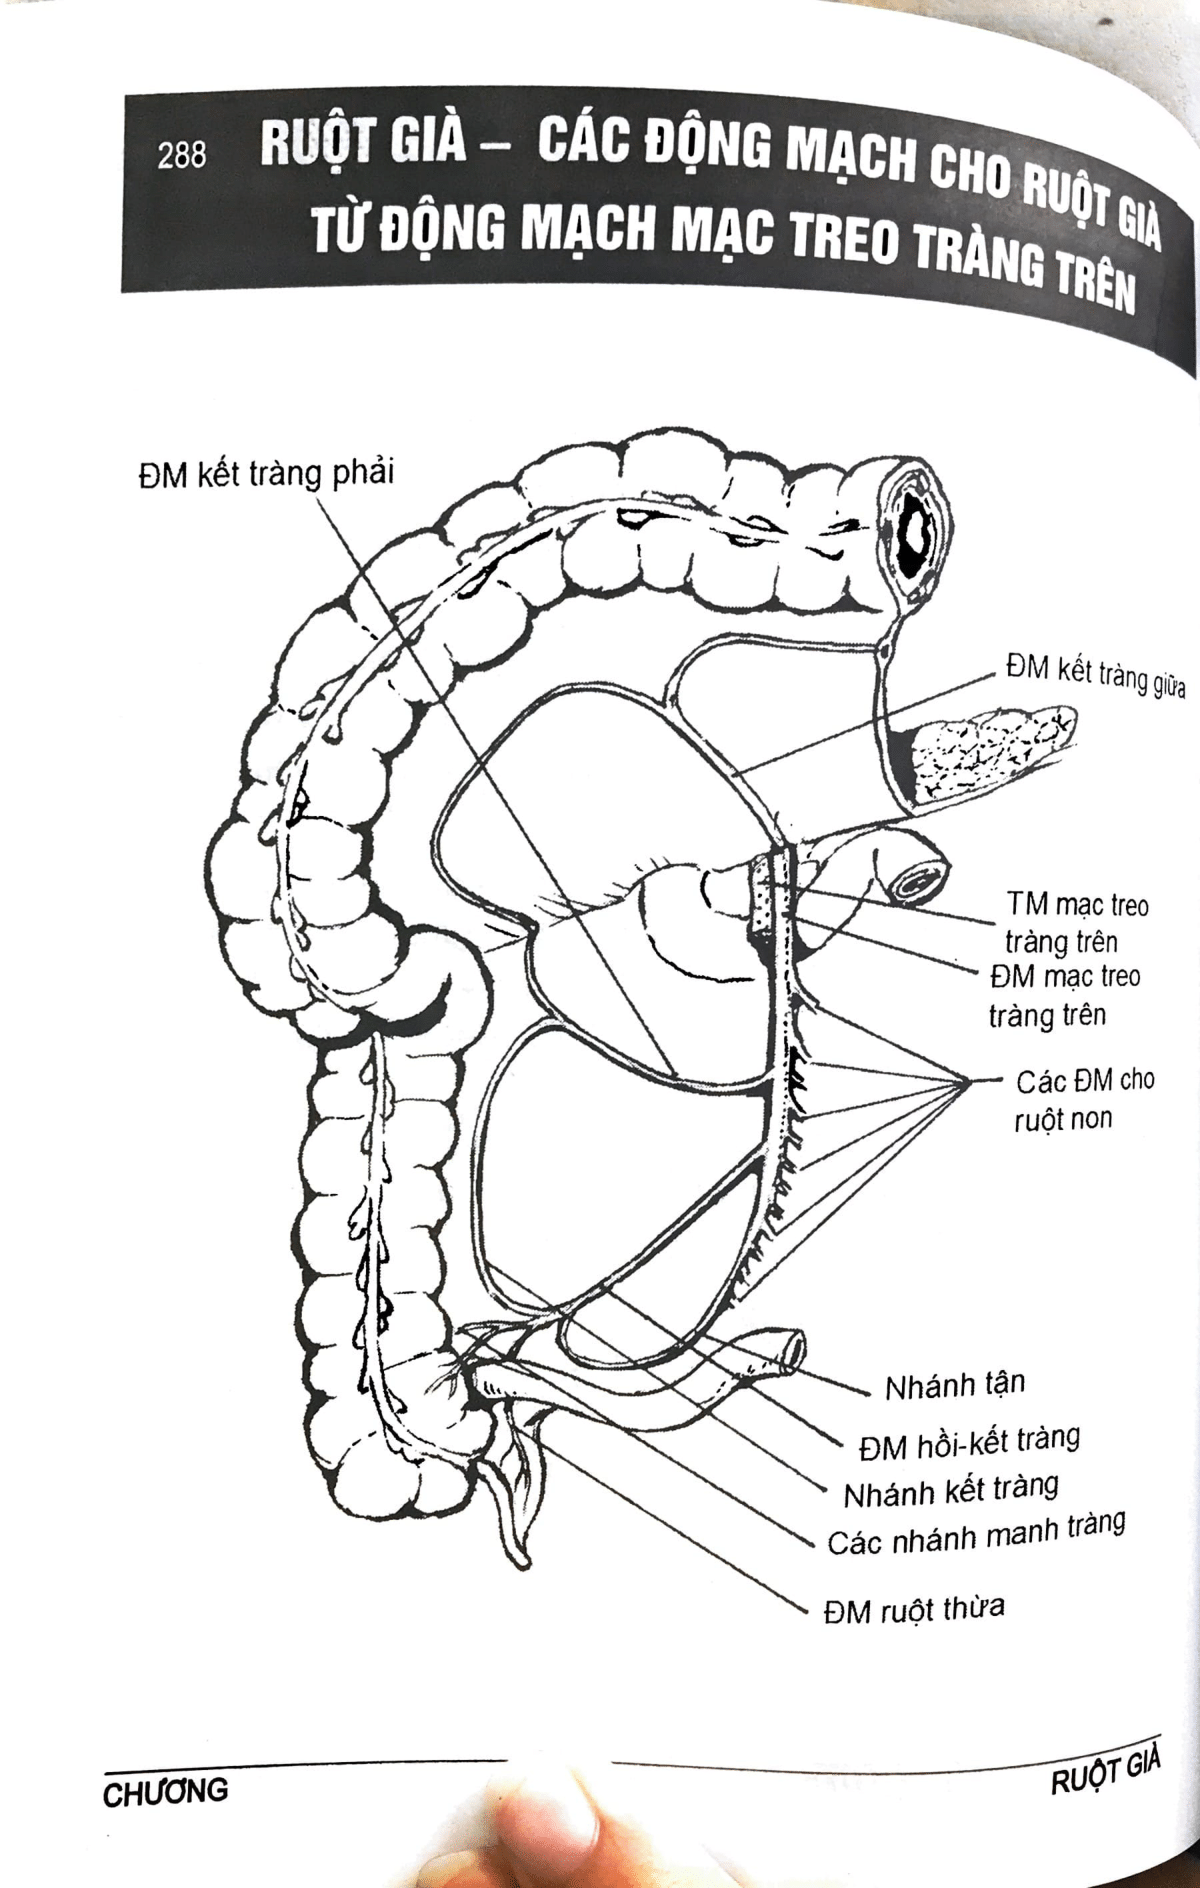 288
RUỘT GIÀ – CÁC ĐỘNG MẠCH CHO RUỘT GIÀ
TỪ ĐỘNG MẠCH MẠC TREO TRÀNG TRÊN
ĐM kết tràng phải
ĐM kết tràng giữa
TM mạc treo
tràng trên
ĐM mạc treo
tràng trên
Các ĐM cho
ruột non
Nhánh tận
ĐM hồi-kết tràng
Nhánh kết tràng
Các nhánh manh tràng
ĐM ruột thừa
CHƯƠNG
RUỘT GIÀ